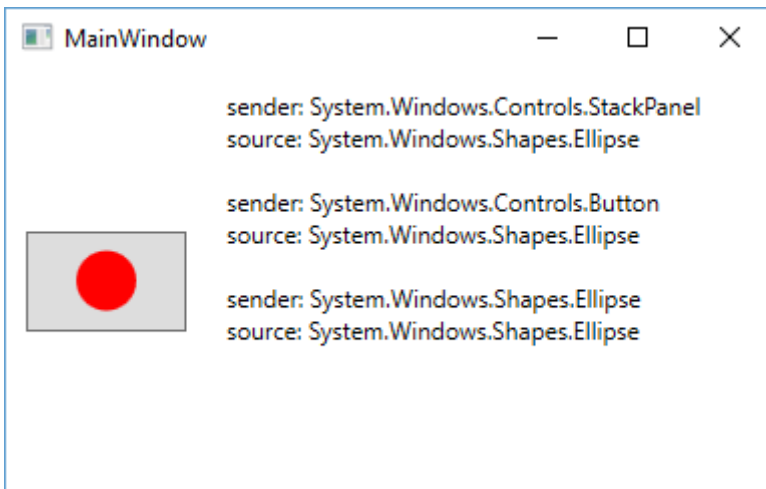 MainWindow
sender: System.Windows.Controls.StackPanel
source: System.Windows.Shapes.Ellipse
sender: System.Windows.Controls.Button
source: System.Windows.Shapes.Ellipse
sender: System.Windows.Shapes.Ellipse
source: System.Windows.Shapes.Ellipse